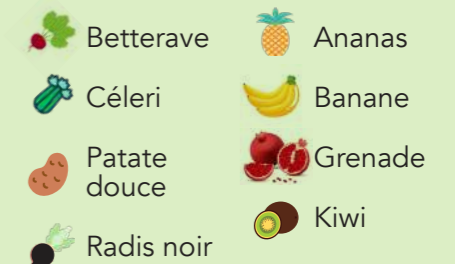 Betterave
Céleri
Patate
douce
Radis noir
Ananas
Banane
Grenade
Kiwi